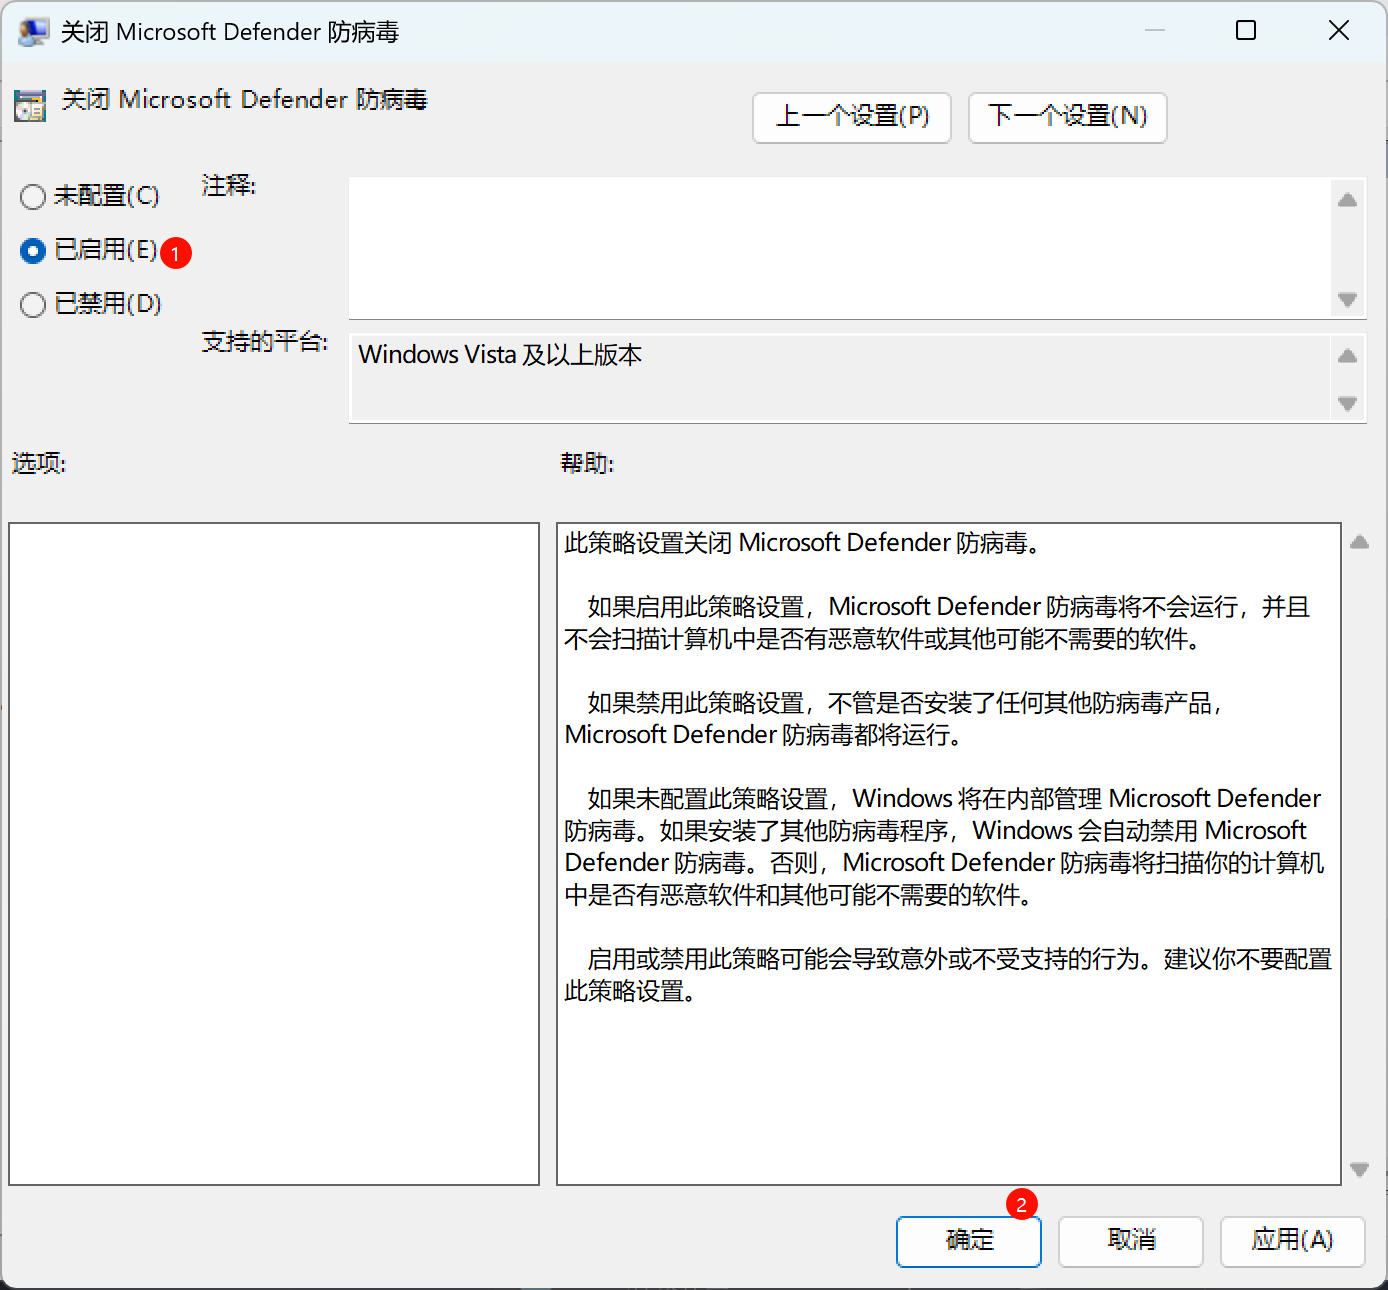 关闭 Microsoft Defender 防病毒
关闭 Microsoft Defender 防病毒
上一个设置(P)
下一个设置(N)
未配置(C)
注释:
已启用(E)
1
已禁用(D)
支持的平台:
Windows Vista 及以上版本
选项:
帮助:
此策略设置关闭 Microsoft Defender 防病毒。
如果启用此策略设置，Microsoft Defender 防病毒将不会运行，并且
不会扫描计算机中是否有恶意软件或其他可能不需要的软件。
如果禁用此策略设置，不管是否安装了任何其他防病毒产品，
Microsoft Defender 防病毒都将运行。
如果未配置此策略设置，Windows 将在内部管理 Microsoft Defender
防病毒。如果安装了其他防病毒程序，Windows 会自动禁用 Microsoft
Defender 防病毒。否则，Microsoft Defender 防病毒将扫描你的计算机
中是否有恶意软件和其他可能不需要的软件。
启用或禁用此策略可能会导致意外或不受支持的行为。建议你不要配置
此策略设置。
2
确定
取消
应用(A)